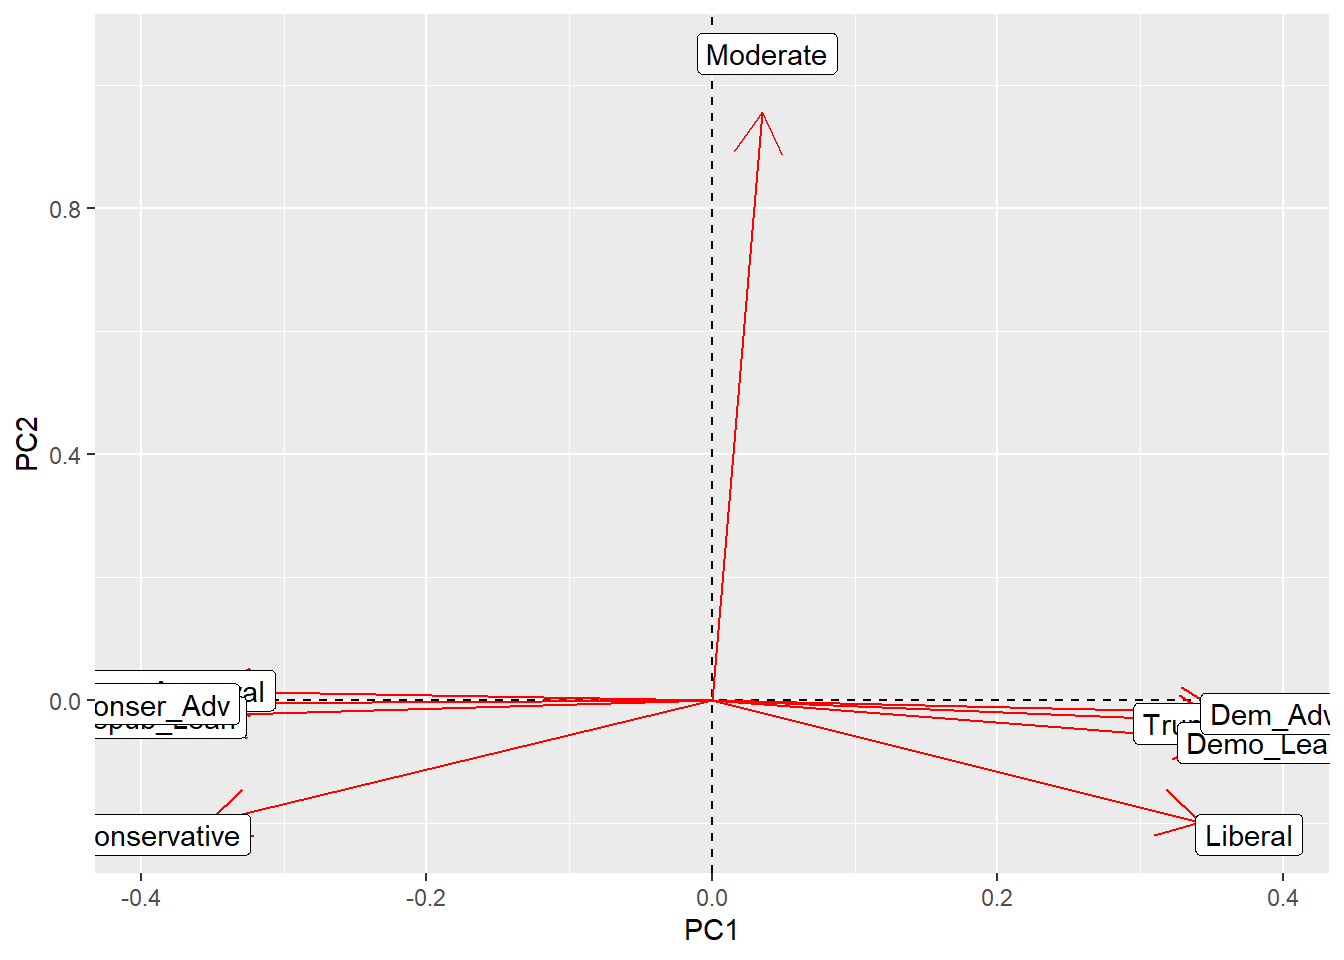 Moderate
0.8
PC2
0.4
0.0
onser_Adv
Dem_Adv
Demo_Lea
onservative
Liberal
-0.4
-0.2
0.0
0.2
0.4
PC1